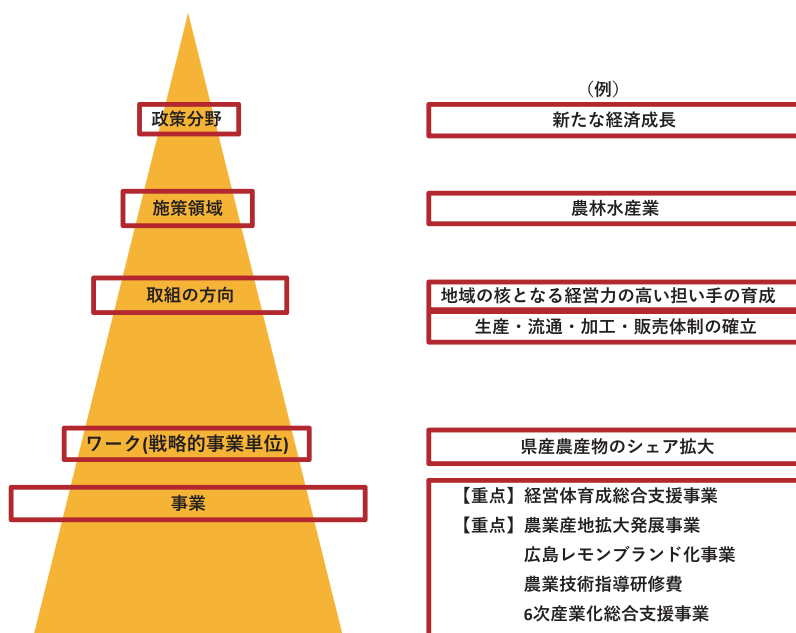 (例)
政策分野
新たな経済成長
施策領域
農林水産業
取組の方向
地域の核となる経営力の高い担い手の育成
生産・流通・加工・販売体制の確立
ワーク(戦略的事業単位)
県産農産物のシェア拡大
事業
【重点】経営体育成総合支援事業
【重点】農業産地拡大発展事業
広島レモンブランド化事業
農業技術指導研修費
6次産業化総合支援事業